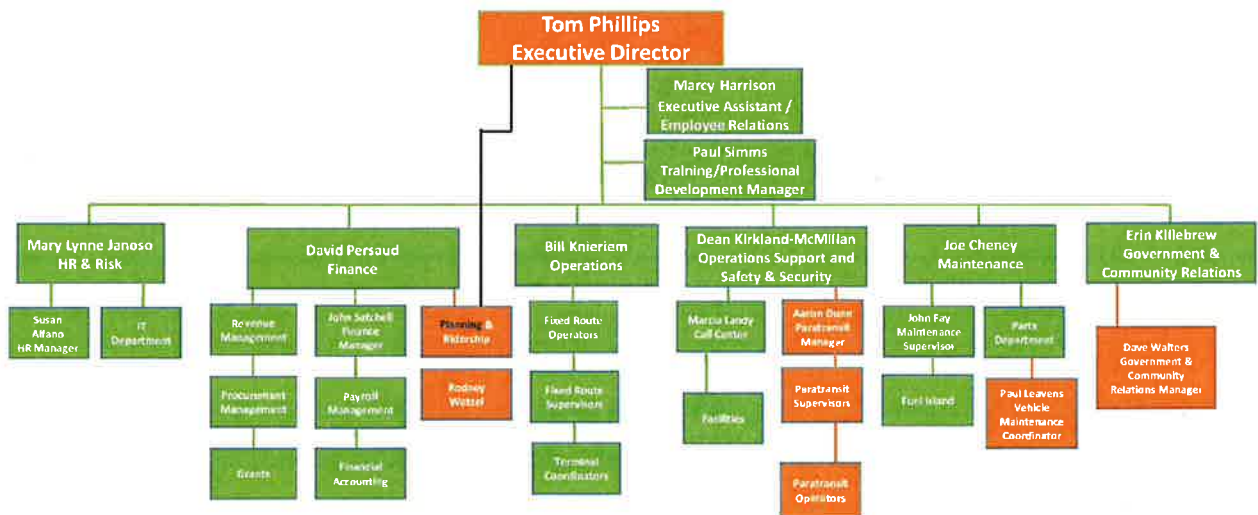 Tom Phillips
Executive Director
Marcy Harrison
Executive Assistant /
Employee Relations
Paul Simms
Training/Professional
Development Manager
Mary Lynne Janoso
HR & Risk
David Persaud
Finance
Bill Knieriem
Operations
Dean Kirkland-McMillan
Operations Support and
Safety & Security
Joe Cheney
Maintenance
Erin Killebrew
Government &
Community Relations
Susan
Alfano
HR Manager
IT
Department
Revenue
Management
John Satchell
Finance
Manager
Planning &
Ridership
Fixed Route
Operators
Marcia Landy
Call Center
Aaron Dunn
Paratransit
Manager
John Fay
Maintenance
Supervisor
Parts
Department
Dave Walters
Government &
Community
Relations Manager
Procurement
Management
Payroll
Management
Rodney
Wetzel
Fixed Route
Supervisors
Facilities
Paratransit
Supervisors
Fuel Island
Paul Leavens
Vehicle
Maintenance
Coordinator
Grants
Financial
Accounting
Terminal
Coordinators
Paratransit
Operators